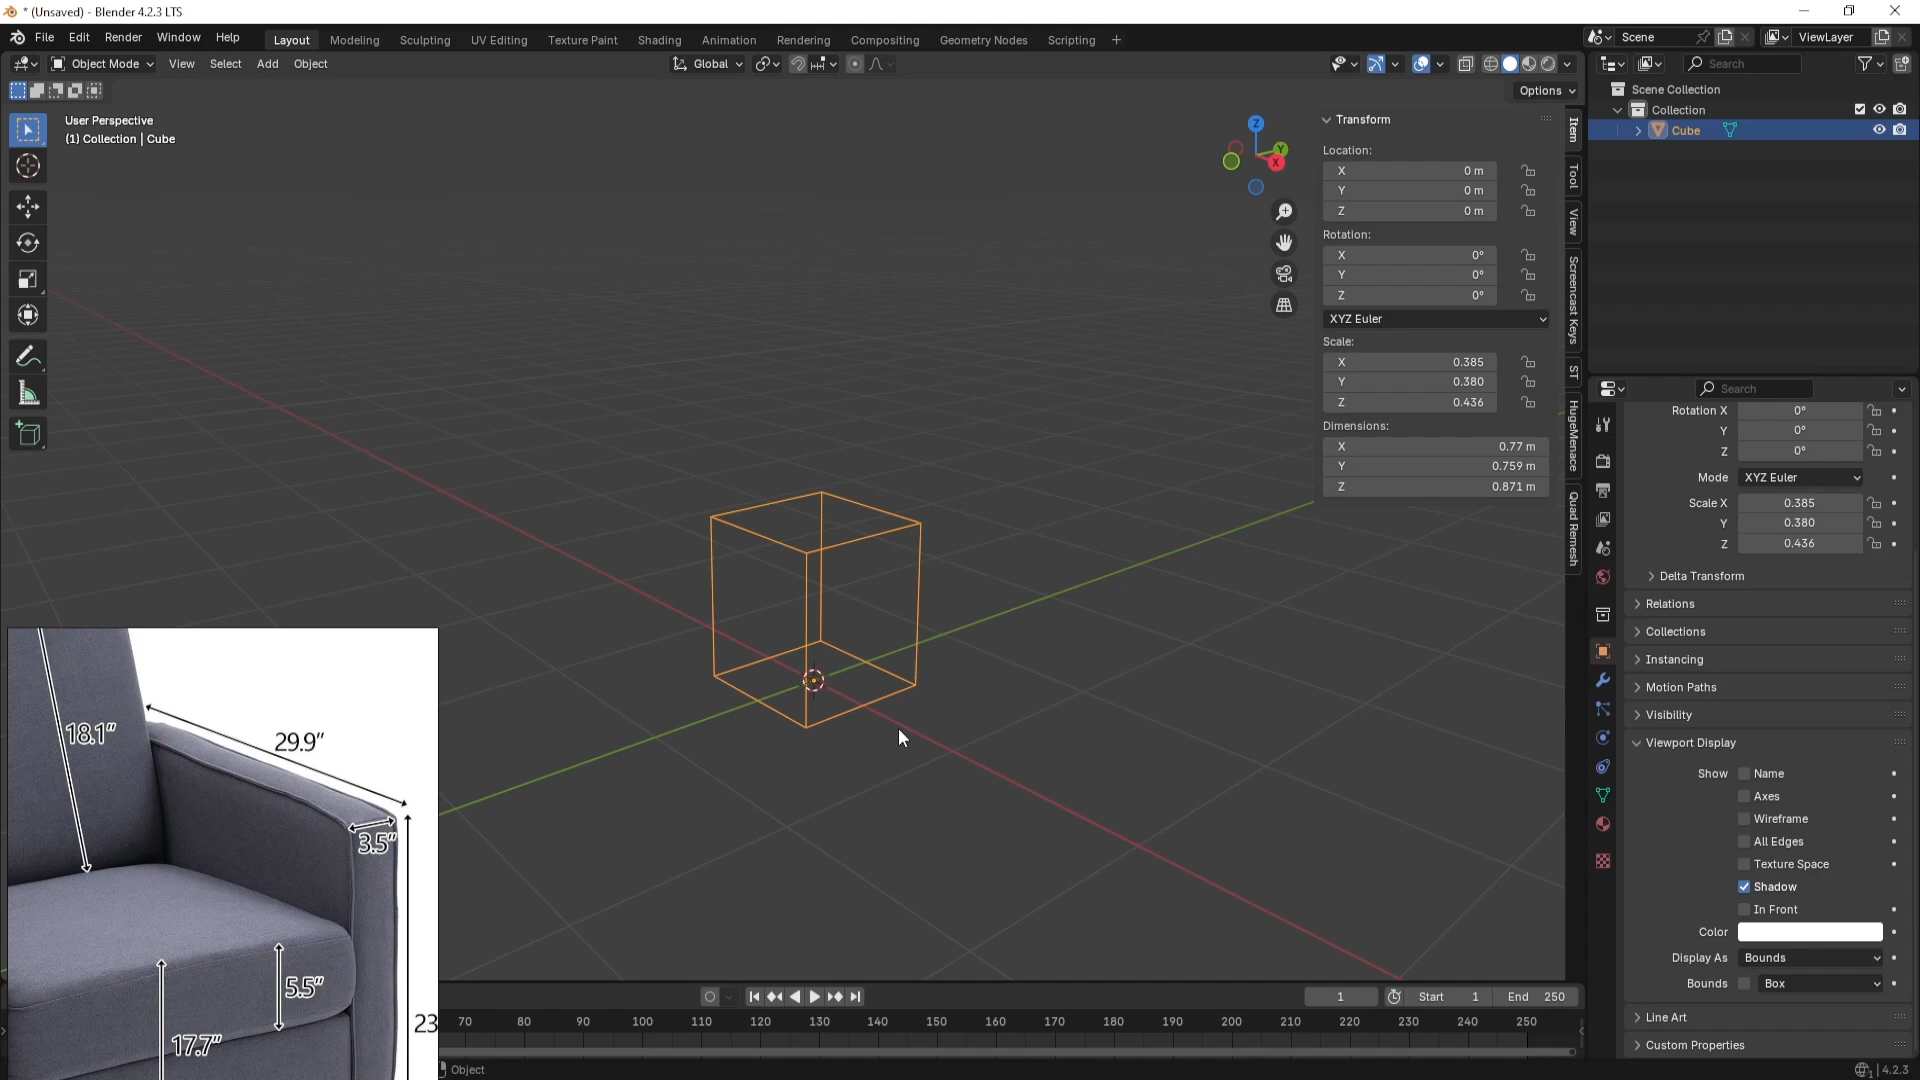 * (Unsaved) - Blender 4.2.3 LTS
File Edit Render Window Help Layout Modeling Sculpting UV Editing Texture Paint Shading Animation Rendering Compositing Geometry Nodes Scripting + Scene ViewLayer
Object Mode View Select Add Object Global Search
Options
User Perspective
(1) Collection | Cube
Z
Y
X
Transform
Location:
X 0 m
Y 0 m
Z 0 m
Rotation:
X 0°
Y 0°
Z 0°
XYZ Euler
Scale:
X 0.385
Y 0.380
Z 0.436
Dimensions:
X 0.77 m
Y 0.759 m
Z 0.871 m
Item
Tool
View
Screencast Keys
ST
HugeMenace
Quad Remesh
Scene Collection
Collection
Cube
Search
Rotation X 0°
Y 0°
Z 0°
Mode XYZ Euler
Scale X 0.385
Y 0.380
Z 0.436
Delta Transform
Relations
Collections
Instancing
Motion Paths
Visibility
Viewport Display
Show Name
Axes
Wireframe
All Edges
Texture Space
Shadow
In Front
Color
Display As Bounds
Bounds Box
Line Art
Custom Properties
18.1"
29.9"
3.5"
5.5"
17.7"
23
1 Start 1 End 250
70 80 90 100 110 120 130 140 150 160 170 180 190 200 210 220 230 240 250
Object
4.2.3